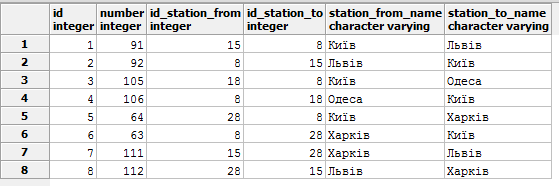 id number id_station_from id_station_to station_from_name station_to_name
integer integer integer integer character varying character varying
1 1 91 15 8 Київ Львів
2 2 92 8 15 Львів Київ
3 3 105 18 8 Київ Одеса
4 4 106 8 18 Одеса Київ
5 5 64 28 8 Київ Харків
6 6 63 8 28 Харків Київ
7 7 111 15 28 Харків Львів
8 8 112 28 15 Львів Харків